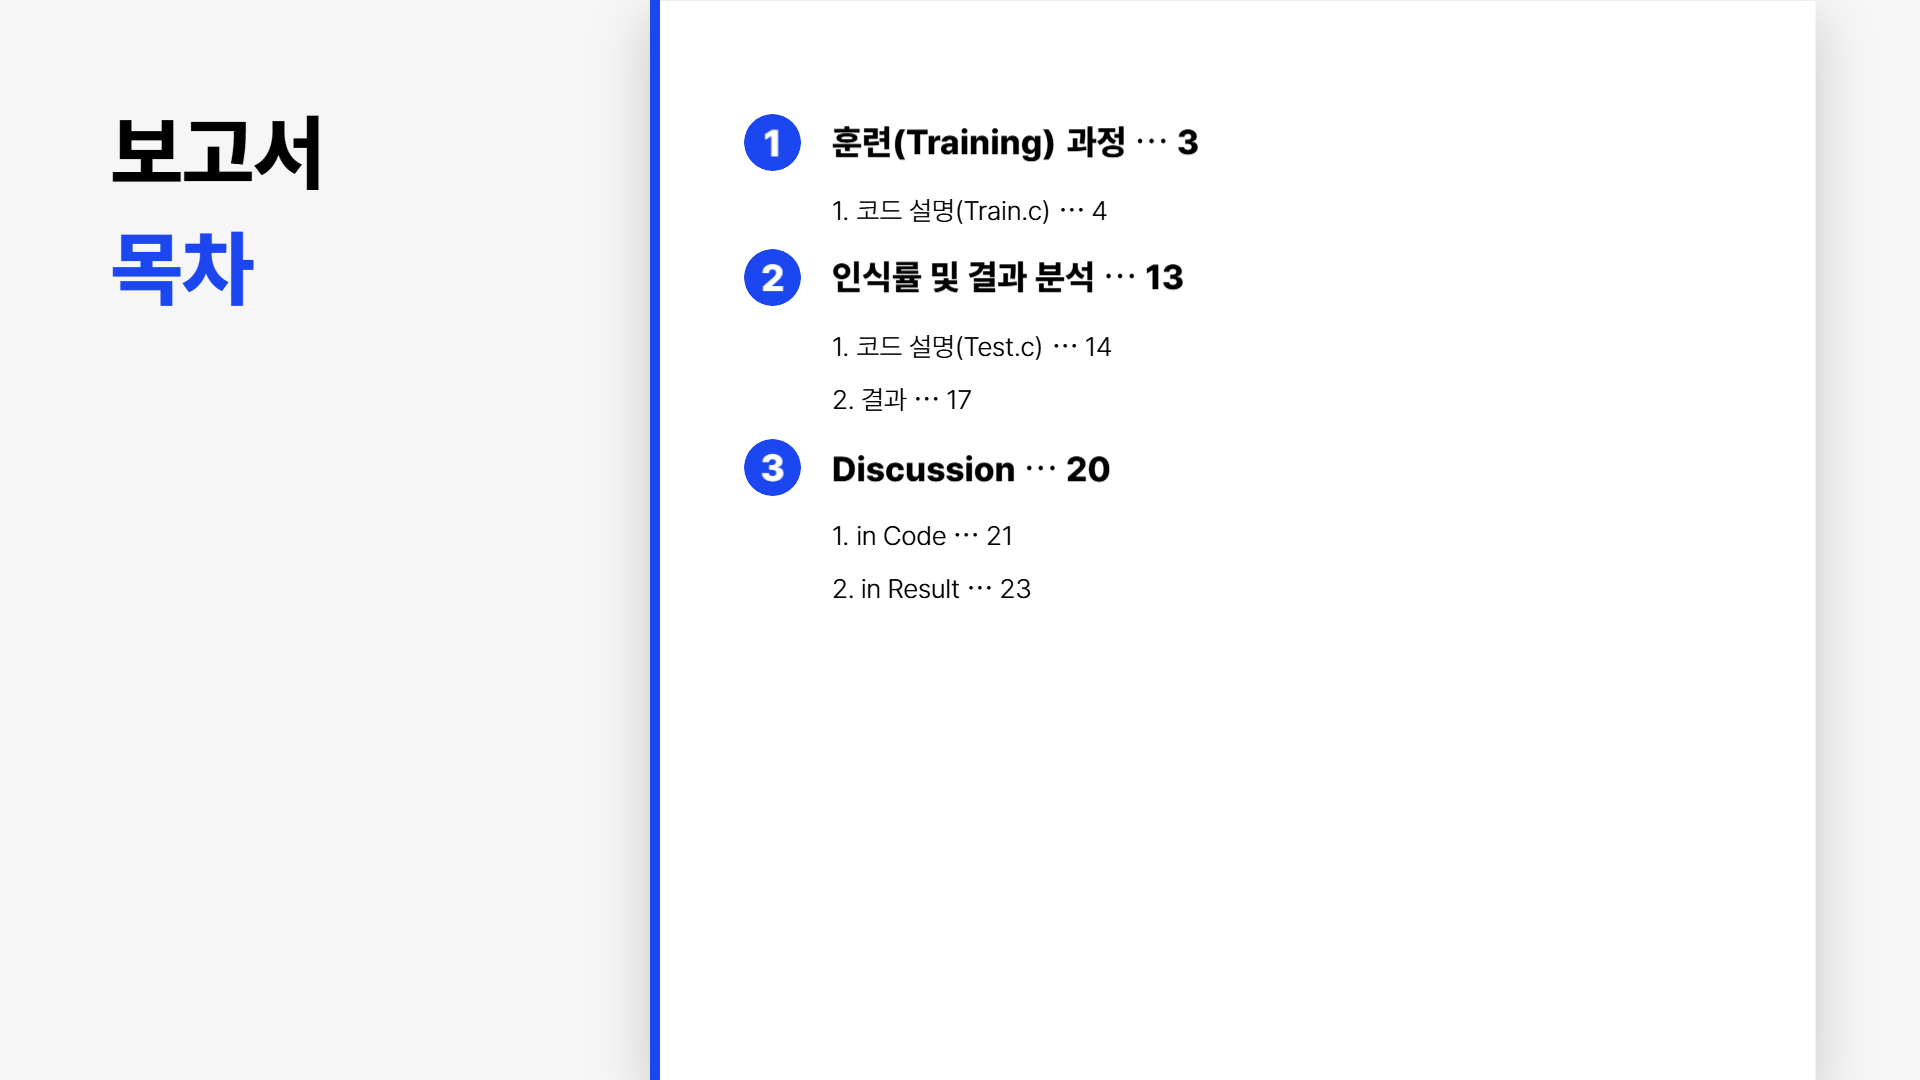 보고서
목차
1 훈련(Training) 과정 ··· 3
1. 코드 설명(Train.c) ··· 4
2 인식률 및 결과 분석 ··· 13
1. 코드 설명(Test.c) ··· 14
2. 결과 ··· 17
3 Discussion ··· 20
1. in Code ··· 21
2. in Result ··· 23